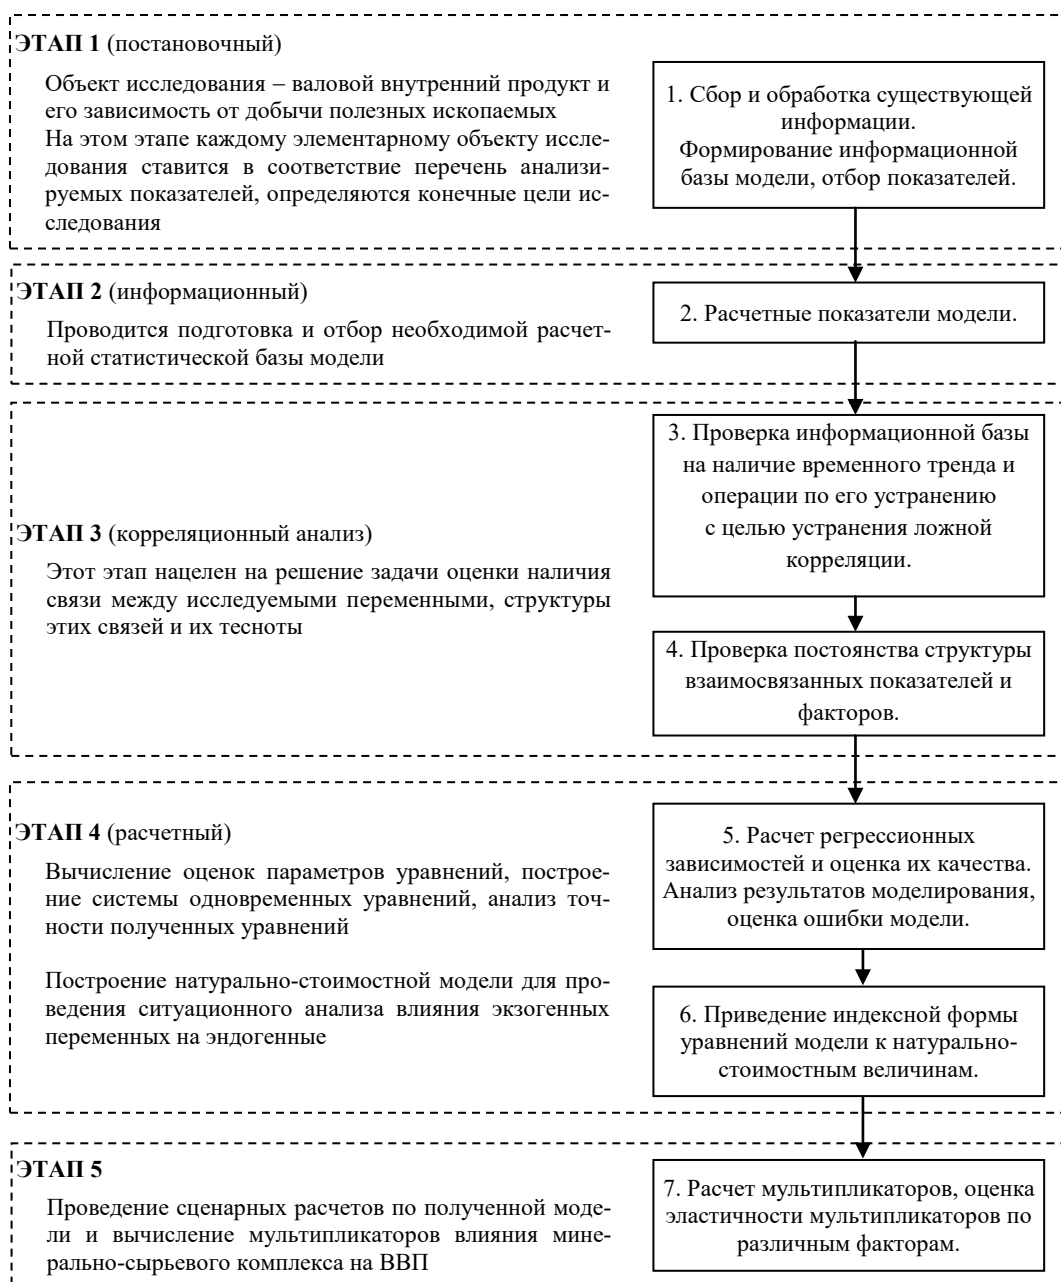 ЭТАП 1 (постановочный)
Объект исследования – валовой внутренний продукт и
его зависимость от добычи полезных ископаемых
На этом этапе каждому элементарному объекту иссле-
дования ставится в соответствие перечень анализи-
руемых показателей, определяются конечные цели ис-
следования
1. Сбор и обработка существующей
информации.
Формирование информационной
базы модели, отбор показателей.
ЭТАП 2 (информационный)
Проводится подготовка и отбор необходимой расчет-
ной статистической базы модели
2. Расчетные показатели модели.
ЭТАП 3 (корреляционный анализ)
Этот этап нацелен на решение задачи оценки наличия
связи между исследуемыми переменными, структуры
этих связей и их тесноты
3. Проверка информационной базы
на наличие временного тренда и
операции по его устранению
с целью устранения ложной
корреляции.
4. Проверка постоянства структуры
взаимосвязанных показателей и
факторов.
ЭТАП 4 (расчетный)
Вычисление оценок параметров уравнений, построе-
ние системы одновременных уравнений, анализ точ-
ности полученных уравнений
Построение натурально-стоимостной модели для про-
ведения ситуационного анализа влияния экзогенных
переменных на эндогенные
5. Расчет регрессионных
зависимостей и оценка их качества.
Анализ результатов моделирования,
оценка ошибки модели.
6. Приведение индексной формы
уравнений модели к натурально-
стоимостным величинам.
ЭТАП 5
Проведение сценарных расчетов по полученной моде-
ли и вычисление мультипликаторов влияния мине-
рально-сырьевого комплекса на ВВП
7. Расчет мультипликаторов, оценка
эластичности мультипликаторов по
различным факторам.